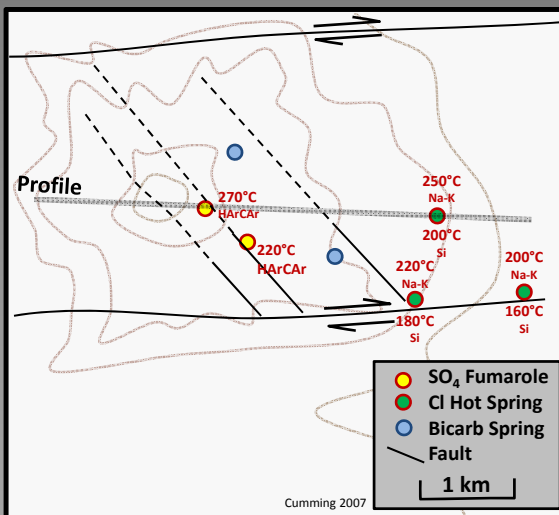 Profile
270°C
HArCAr
220°C
HArCAr
250°C
Na-K
200°C
Si
220°C
Na-K
180°C
Si
200°C
Na-K
160°C
Si
SO₄ Fumarole
Cl Hot Spring
Bicarb Spring
Fault
1 km
Cumming 2007